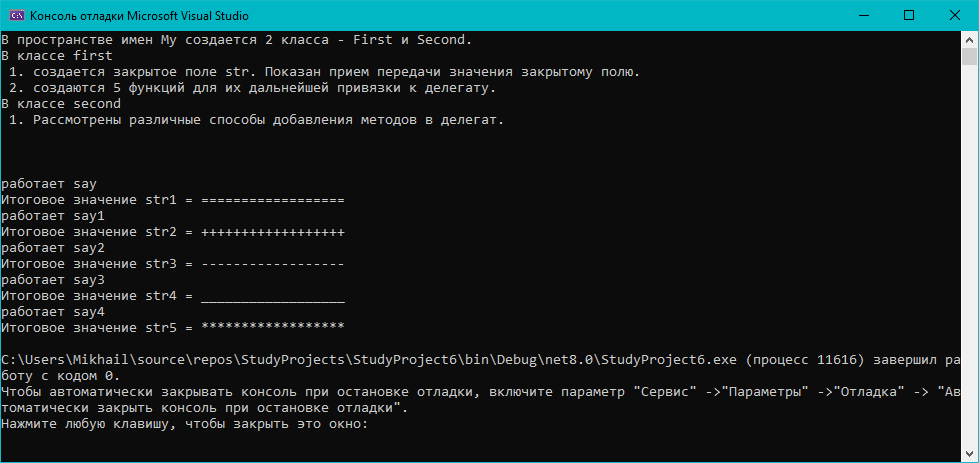 Консоль отладки Microsoft Visual Studio
В пространстве имен My создается 2 класса - First и Second.
В классе first
 1. создается закрытое поле str. Показан прием передачи значения закрытому полю.
 2. создаются 5 функций для их дальнейшей привязки к делегату.
В классе second
 1. Рассмотрены различные способы добавления методов в делегат.
работает say
Итоговое значение str1 = ==================
работает say1
Итоговое значение str2 = ++++++++++++++++++
работает say2
Итоговое значение str3 = ------------------
работает say3
Итоговое значение str4 = __________________
работает say4
Итоговое значение str5 = ******************
C:\Users\Mikhail\source\repos\StudyProjects\StudyProject6\bin\Debug\net8.0\StudyProject6.exe (процесс 11616) завершил ра
боту с кодом 0.
Чтобы автоматически закрывать консоль при остановке отладки, включите параметр "Сервис" ->"Параметры" ->"Отладка" -> "Ав
томатически закрыть консоль при остановке отладки".
Нажмите любую клавишу, чтобы закрыть это окно: